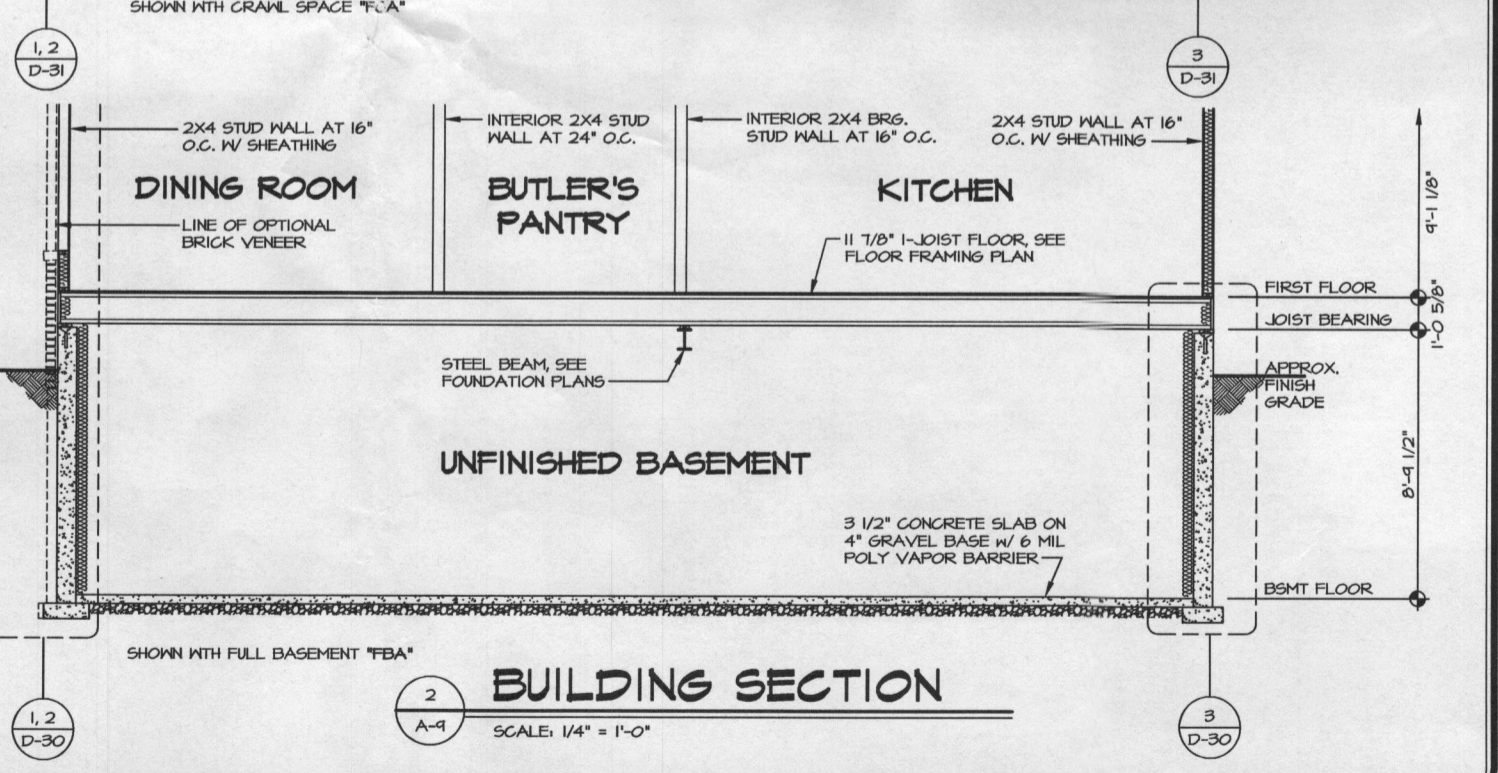 SHOWN WTH CRAWL SPACE "FCA"
1, 2
D-31
3
D-31
2X4 STUD WALL AT 16"
O.C. W/ SHEATHING
INTERIOR 2X4 STUD
WALL AT 24" O.C.
INTERIOR 2X4 BRG.
STUD WALL AT 16" O.C.
2X4 STUD WALL AT 16"
O.C. W/ SHEATHING
DINING ROOM
BUTLER'S
PANTRY
KITCHEN
LINE OF OPTIONAL
BRICK VENEER
11 7/8" I-JOIST FLOOR, SEE
FLOOR FRAMING PLAN
9'-1 1/8"
FIRST FLOOR
1'-0 5/8"
JOIST BEARING
STEEL BEAM, SEE
FOUNDATION PLANS
APPROX.
FINISH
GRADE
UNFINISHED BASEMENT
8'-9 1/2"
3 1/2" CONCRETE SLAB ON
4" GRAVEL BASE W/ 6 MIL
POLY VAPOR BARRIER
BSMT FLOOR
SHOWN WTH FULL BASEMENT "FBA"
2
A-9
BUILDING SECTION
SCALE: 1/4" = 1'-0"
1, 2
D-30
3
D-30